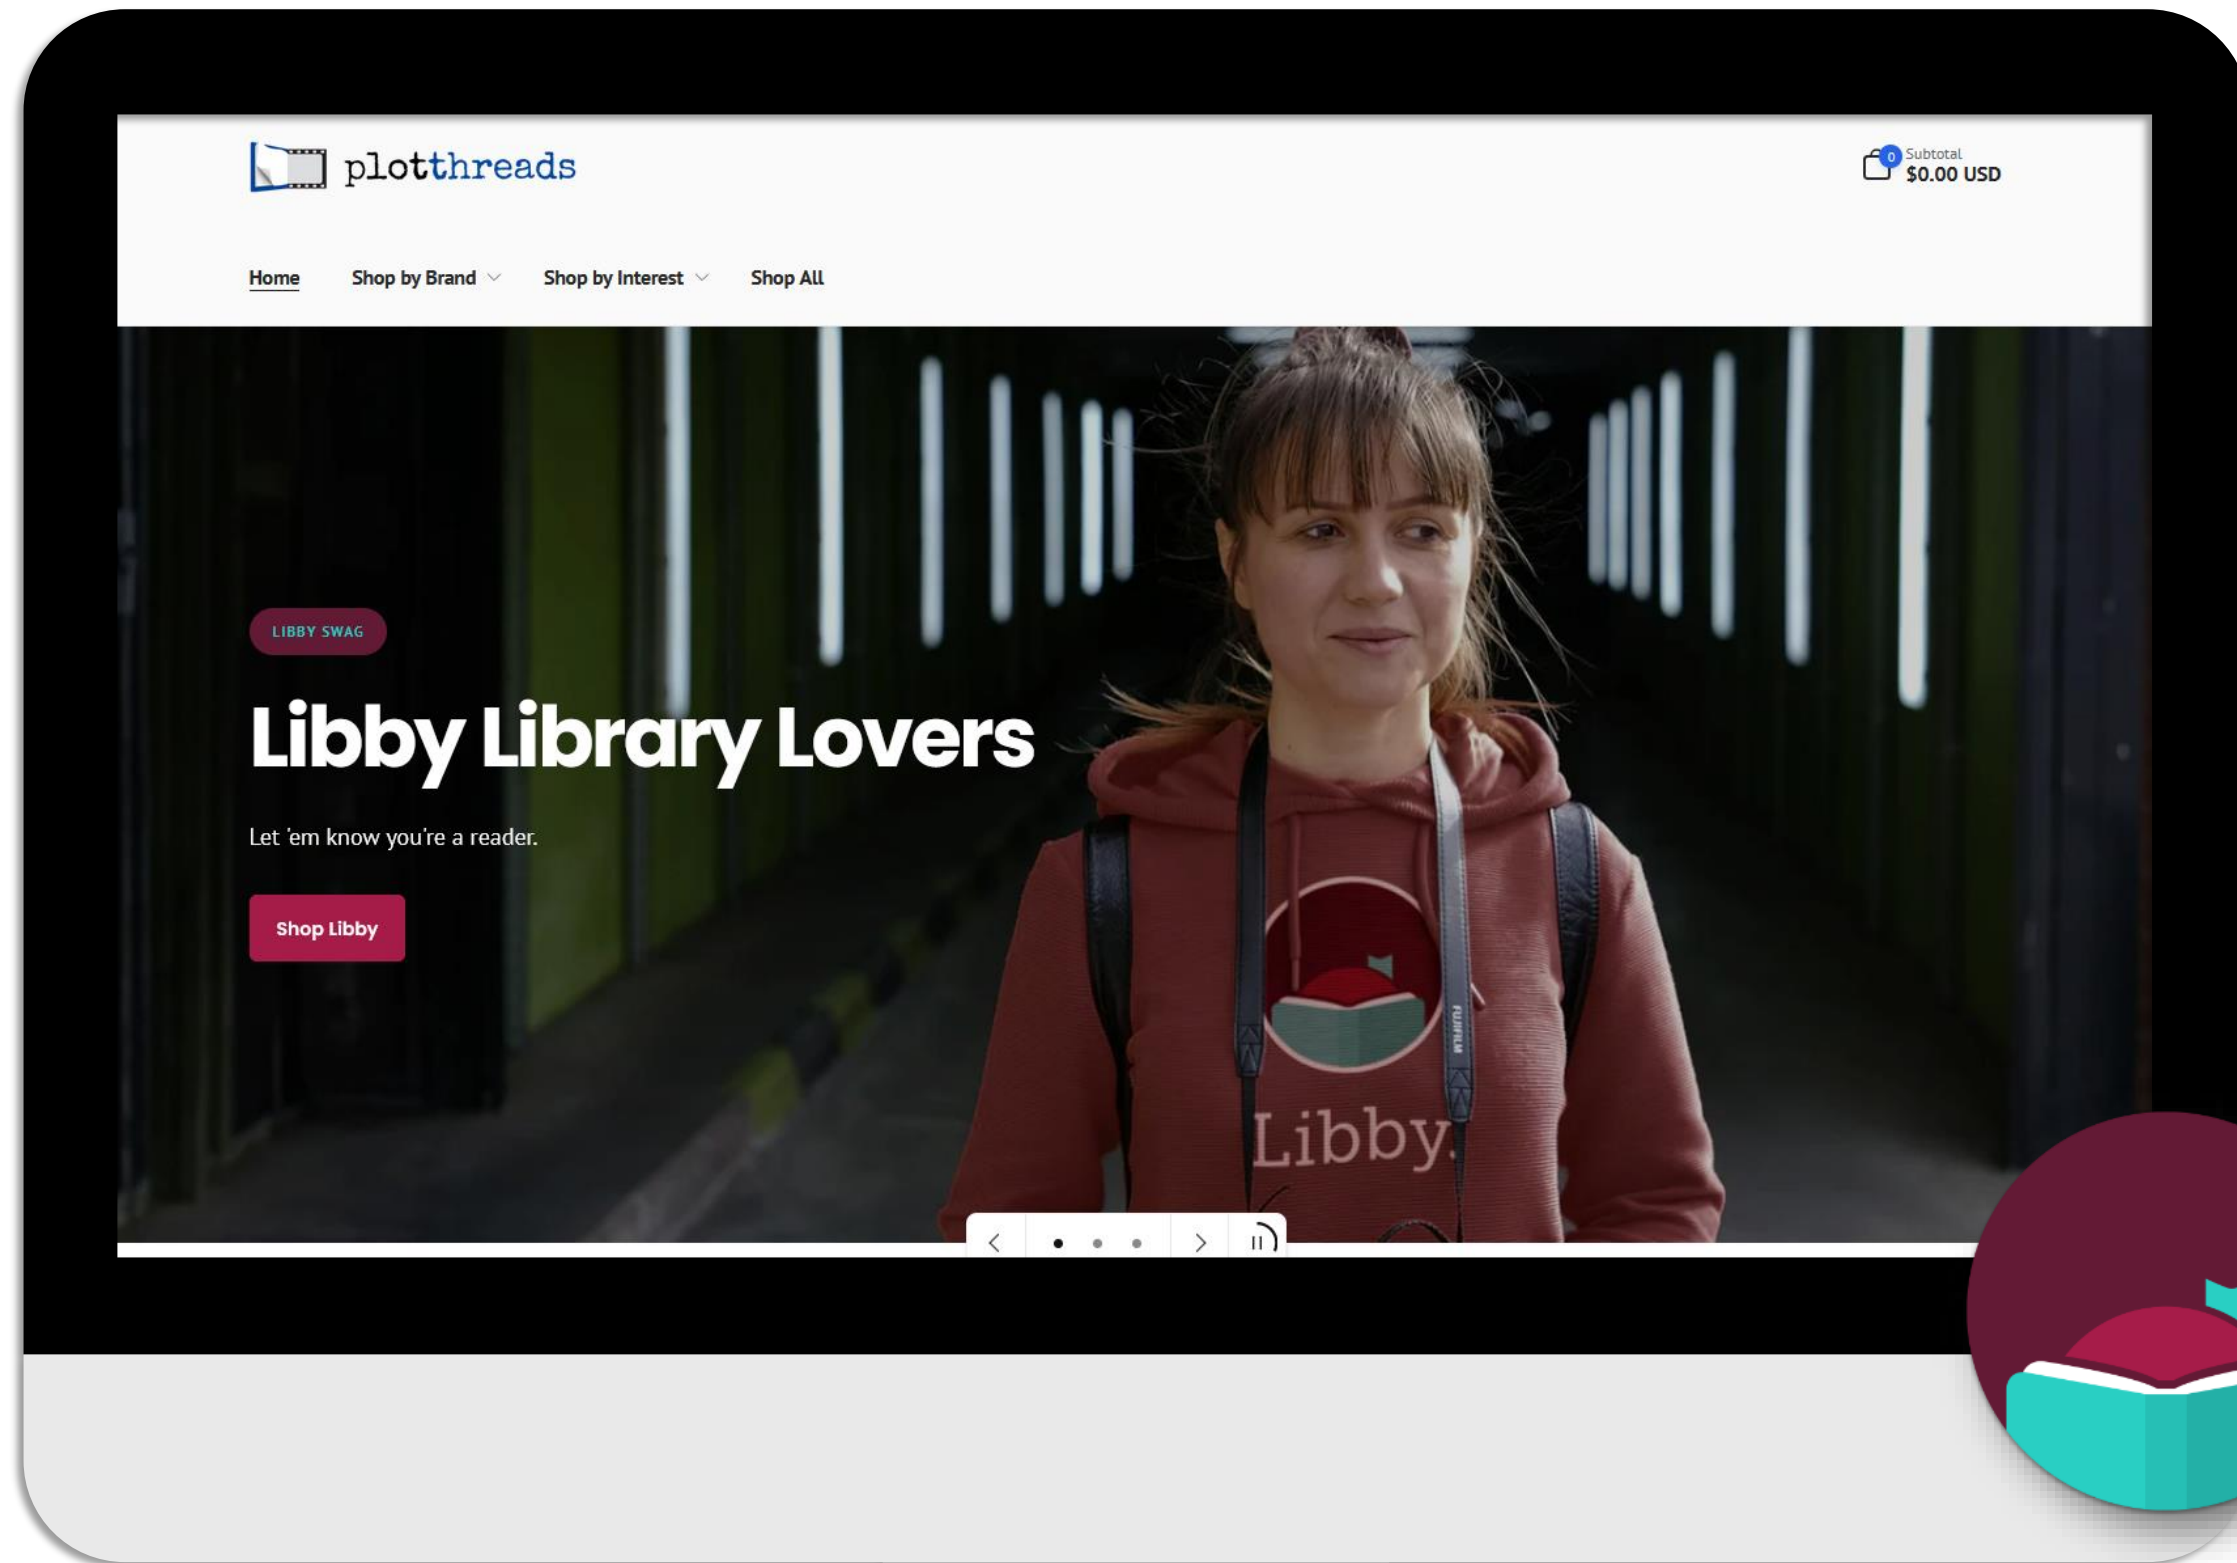 plotthreads
0
Subtotal
$0.00 USD
Home Shop by Brand Shop by Interest Shop All
LIBBY SWAG
Libby Library Lovers
Let 'em know you're a reader.
Shop Libby
FUJIFILM
Libby.